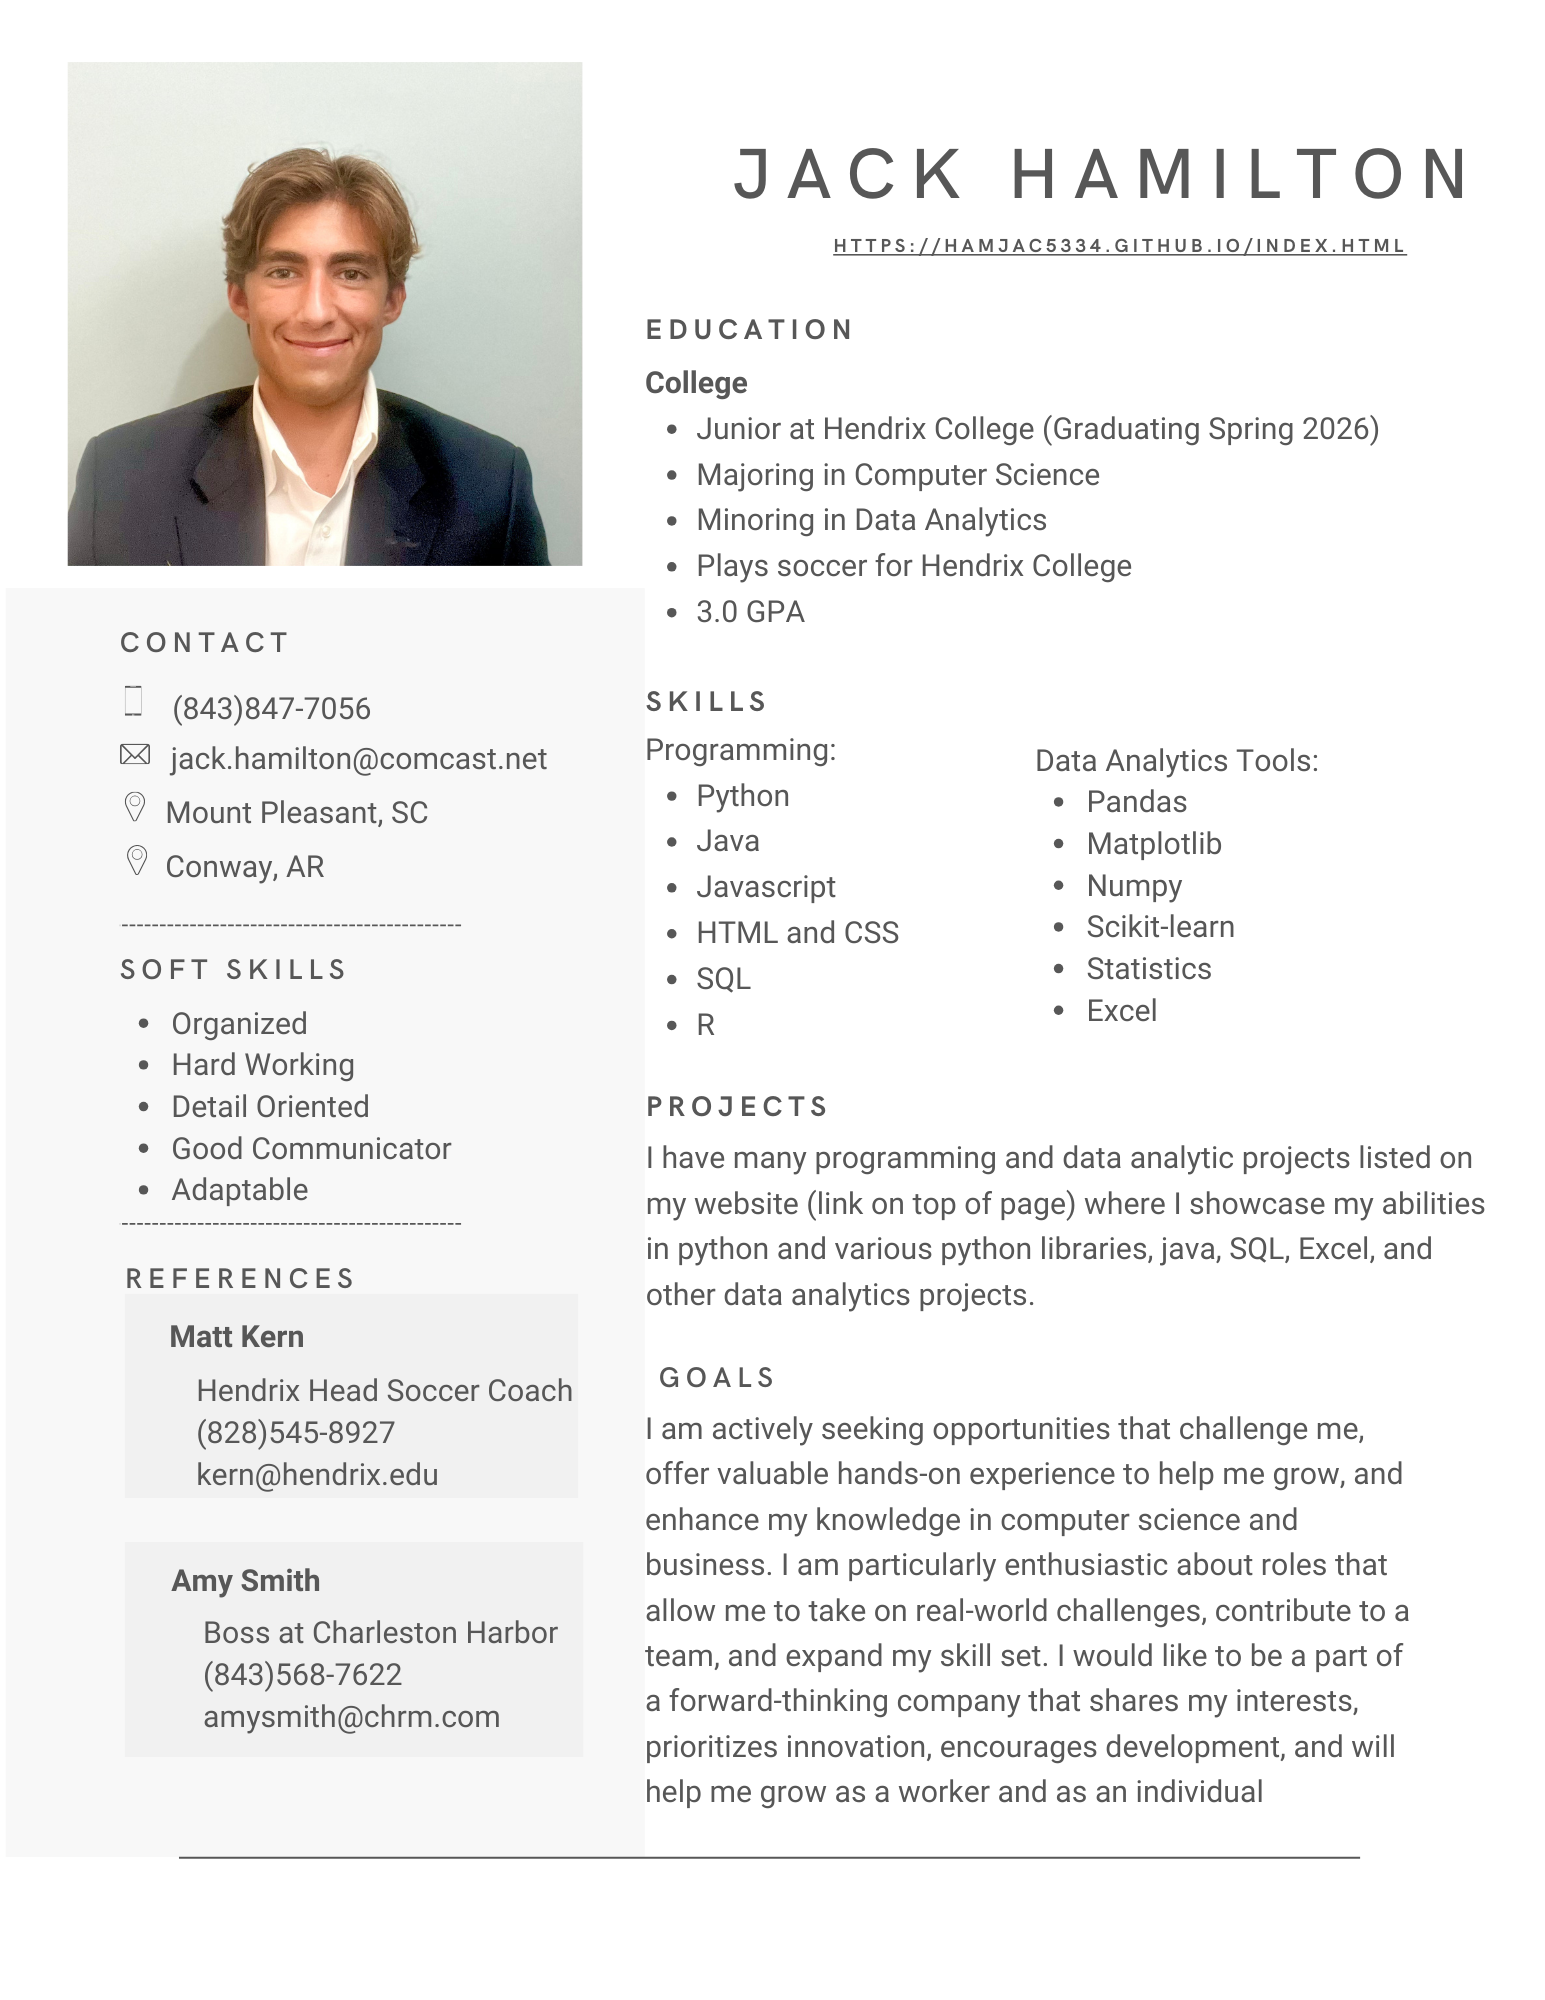 JACK HAMILTON
HTTPS://HAMJAC5334.GITHUB.IO/INDEX.HTML
EDUCATION
College
• Junior at Hendrix College (Graduating Spring 2026)
• Majoring in Computer Science
• Minoring in Data Analytics
• Plays soccer for Hendrix College
• 3.0 GPA
CONTACT
(843)847-7056
jack.hamilton@comcast.net
Mount Pleasant, SC
Conway, AR
---------------------------------------------
SOFT SKILLS
• Organized
• Hard Working
• Detail Oriented
• Good Communicator
• Adaptable
---------------------------------------------
REFERENCES
Matt Kern
Hendrix Head Soccer Coach
(828)545-8927
kern@hendrix.edu
Amy Smith
Boss at Charleston Harbor
(843)568-7622
amysmith@chrm.com
SKILLS
Programming:
• Python
• Java
• Javascript
• HTML and CSS
• SQL
• R
Data Analytics Tools:
• Pandas
• Matplotlib
• Numpy
• Scikit-learn
• Statistics
• Excel
PROJECTS
I have many programming and data analytic projects listed on
my website (link on top of page) where I showcase my abilities
in python and various python libraries, java, SQL, Excel, and
other data analytics projects.
GOALS
I am actively seeking opportunities that challenge me,
offer valuable hands-on experience to help me grow, and
enhance my knowledge in computer science and
business. I am particularly enthusiastic about roles that
allow me to take on real-world challenges, contribute to a
team, and expand my skill set. I would like to be a part of
a forward-thinking company that shares my interests,
prioritizes innovation, encourages development, and will
help me grow as a worker and as an individual